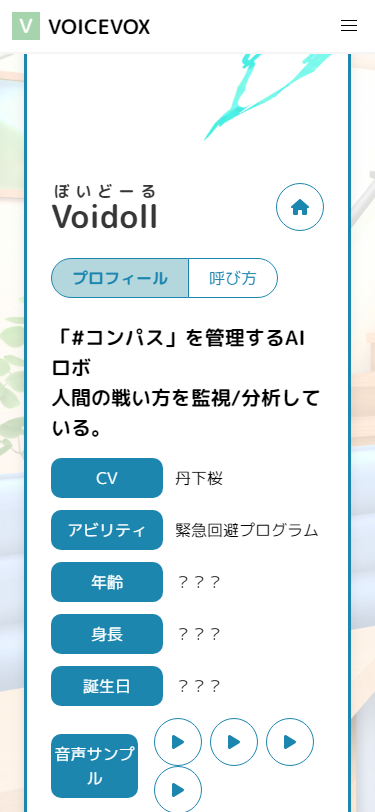 V VOICEVOX
ぼいどーる
Voidoll
プロフィール 呼び方
「#コンパス」を管理するAI
ロボ
人間の戦い方を監視/分析して
いる。
CV 丹下桜
アビリティ 緊急回避プログラム
年齢 ？？？
身長 ？？？
誕生日 ？？？
音声サンプ
ル